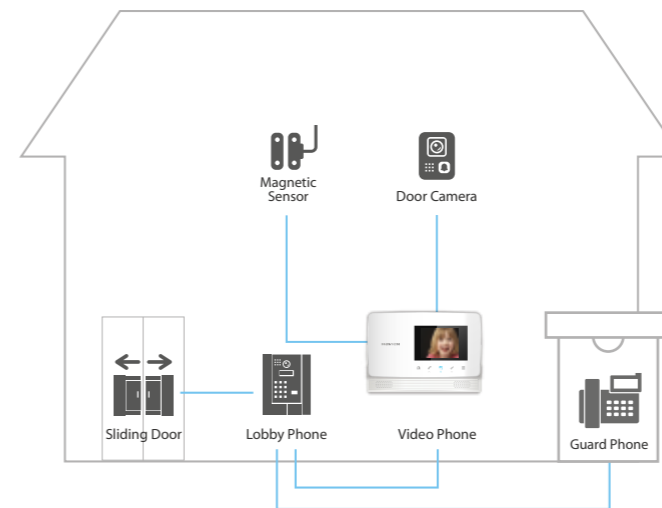 Magnetic
Sensor
Door Camera
Sliding Door
Lobby Phone
Video Phone
Guard Phone